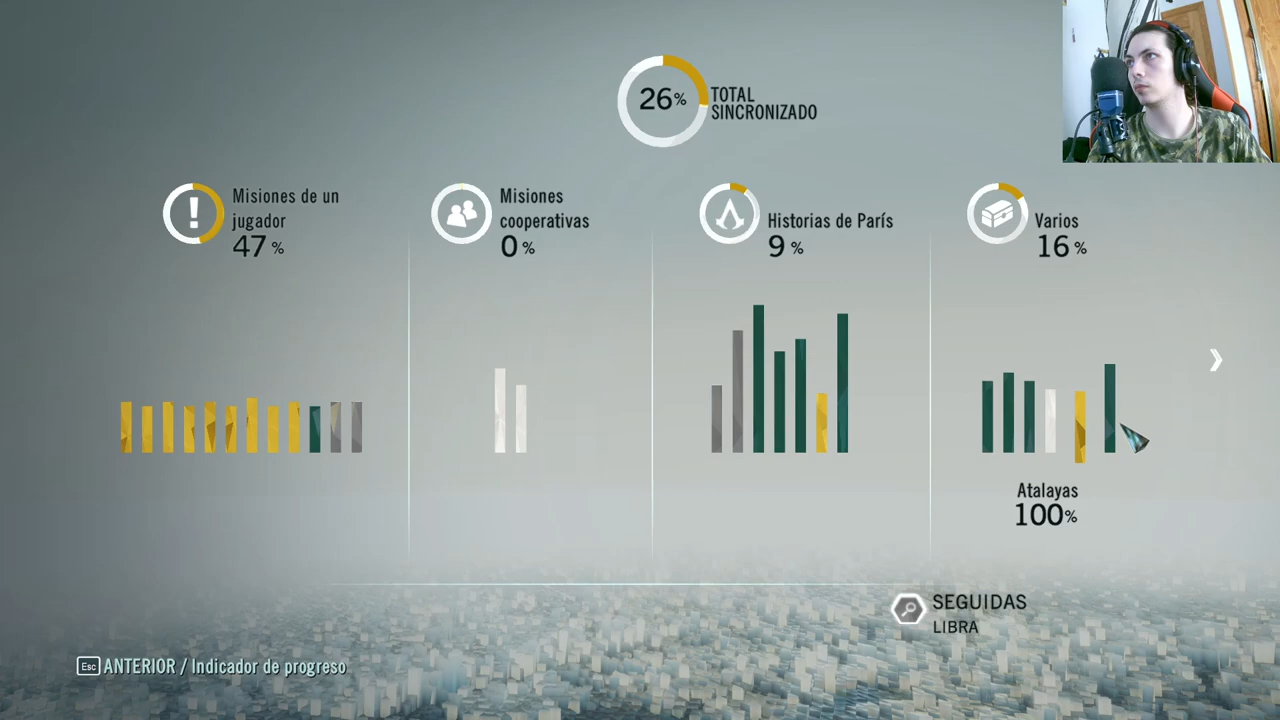 26%
TOTAL
SINCRONIZADO
Misiones de un
jugador
47 %
Misiones
cooperativas
0 %
Historias de París
9 %
Varios
16 %
Atalayas
100%
SEGUIDAS
LIBRA
Esc ANTERIOR / Indicador de progreso